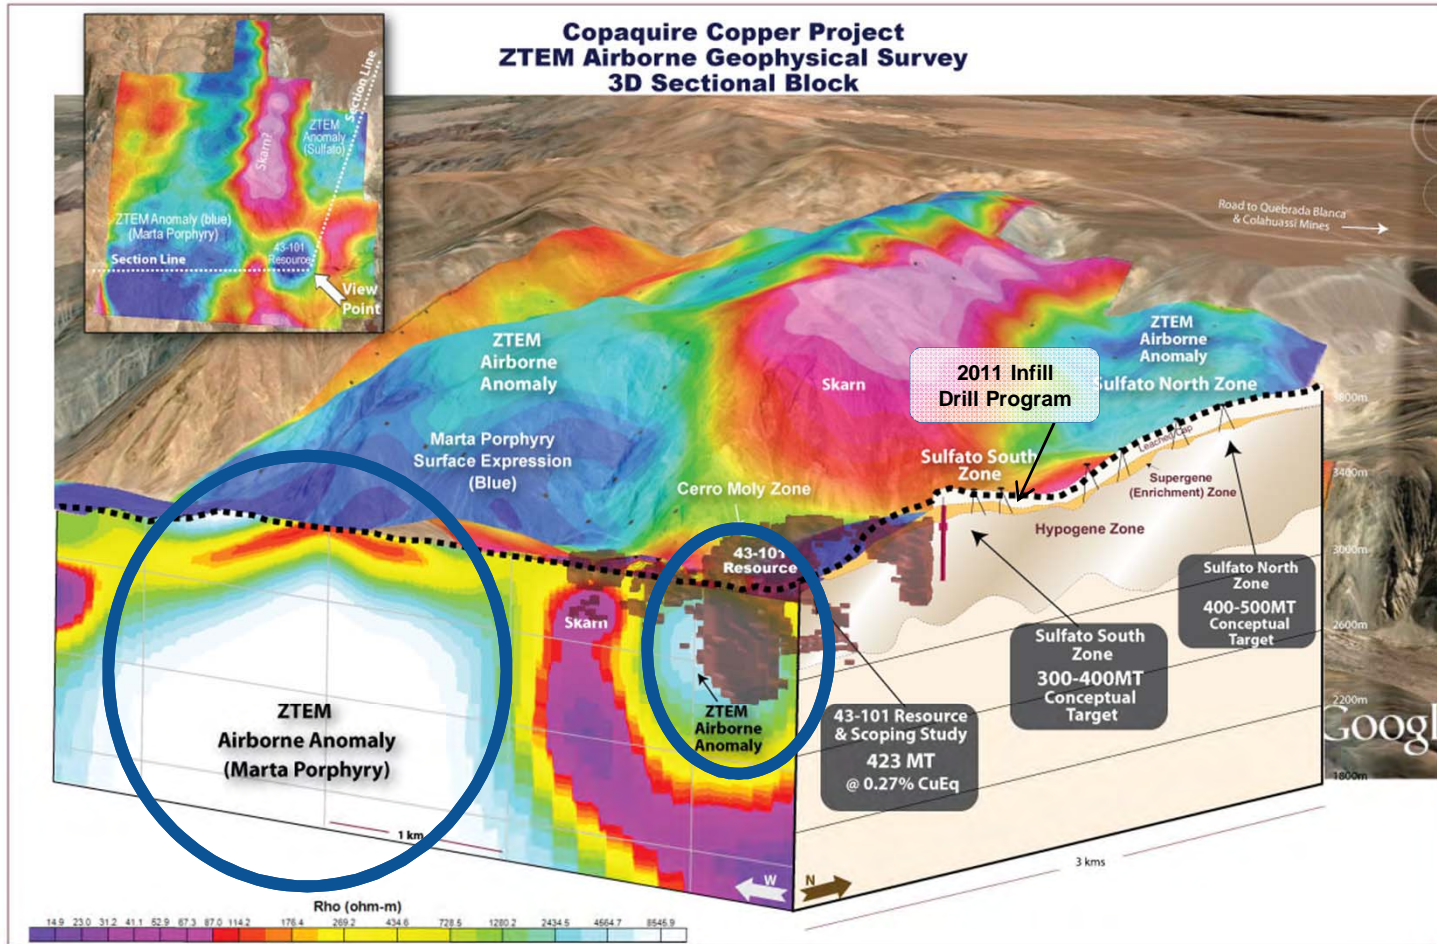 Copaquire Copper Project
ZTEM Airborne Geophysical Survey
3D Sectional Block
Section Line
ZTEM
Anomaly
(Sulfato)
Skarn?
ZTEM Anomaly (blue)
(Marta Porphyry)
43-101
Resource
Section Line
View
Point
Road to Quebrada Blanca
& Colahuassi Mines
ZTEM
Airborne
Anomaly
ZTEM
Airborne
Anomaly
Skarn
2011 Infill
Drill Program
Sulfato North Zone
3800m
Marta Porphyry
Surface Expression
(Blue)
Leached Cap
Sulfato South
Zone
Supergene
(Enrichment) Zone
3400m
Cerro Moly Zone
Hypogene Zone
43-101
Resource
3000m
Sulfato North
Zone
400-500MT
Conceptual
Target
Skarn
2600m
Sulfato South
Zone
300-400MT
Conceptual
Target
2200m
ZTEM
Airborne Anomaly
(Marta Porphyry)
ZTEM
Airborne
Anomaly
43-101 Resource
& Scoping Study
423 MT
@ 0.27% CuEq
Googl
1800m
1 km
3 kms
W
N
Rho (ohm-m)
14.9 23.0 31.2 41.1 52.9 67.3 87.0 114.2 176.4 269.2 434.6 728.5 1280.2 2434.5 4664.7 8545.9